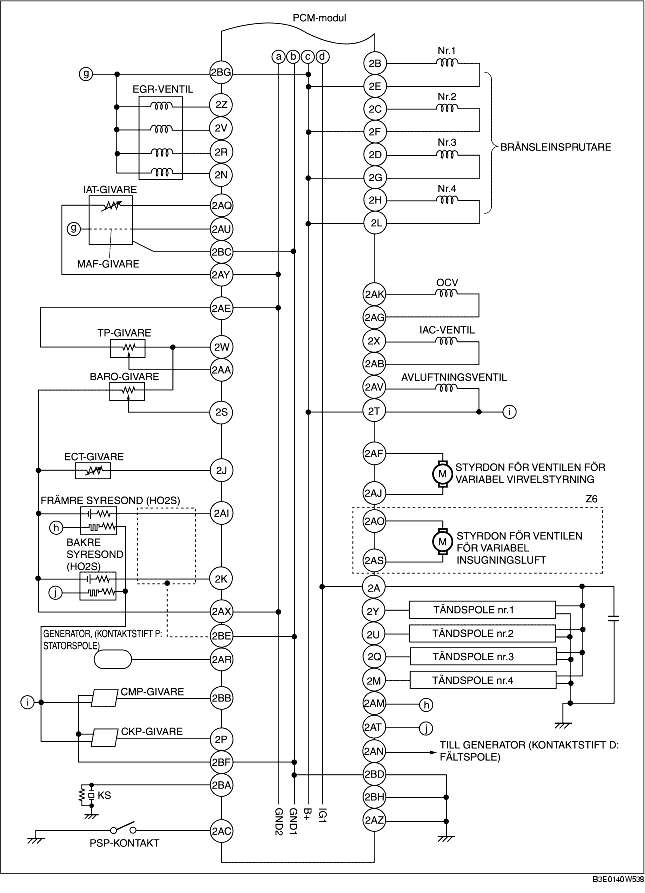 PCM-modul
a
b
c
d
g
2BG
EGR-VENTIL
2Z
2V
2R
2N
IAT-GIVARE
2AQ
g
2AU
2BC
MAF-GIVARE
2AY
2AE
TP-GIVARE
2W
2AA
BARO-GIVARE
2S
ECT-GIVARE
2J
FRÄMRE SYRESOND (HO2S)
2AI
h
BAKRE
SYRESOND
(HO2S)
2K
j
2AX
GENERATOR, (KONTAKTSTIFT P:
STATORSPOLE)
2BE
2AR
CMP-GIVARE
2BB
i
CKP-GIVARE
2P
2BF
2BA
KS
2AC
PSP-KONTAKT
GND2
GND1
B+
IG1
2B
Nr.1
2E
2C
Nr.2
2F
2D
Nr.3
2G
2H
Nr.4
2L
BRÄNSLEINSPRUTARE
2AK
OCV
2AG
2X
IAC-VENTIL
2AB
2AV
AVLUFTNINGSVENTIL
2T
i
2AF
M
STYRDON FÖR VENTILEN FÖR
VARIABEL VIRVELSTYRNING
2AJ
Z6
2AO
M
STYRDON FÖR VENTILEN
FÖR VARIABEL
INSUGNINGSLUFT
2AS
2A
2Y
TÄNDSPOLE nr.1
2U
TÄNDSPOLE nr.2
2Q
TÄNDSPOLE nr.3
2M
TÄNDSPOLE nr.4
2AM
h
2AT
j
2AN
TILL GENERATOR (KONTAKTSTIFT D:
FÄLTSPOLE)
2BD
2BH
2AZ
B3E0140W538